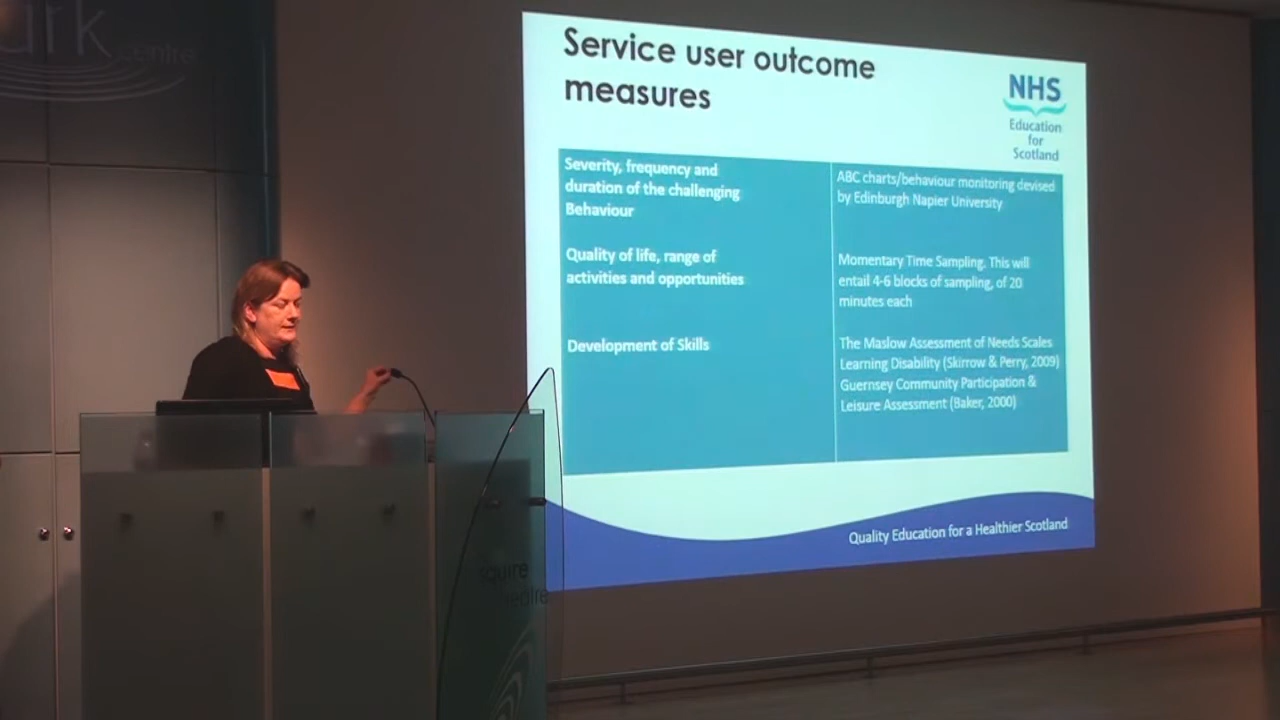 Service user outcome
measures
NHS
Education
for
Scotland
Severity, frequency and
duration of the challenging
Behaviour
ABC charts/behaviour monitoring devised
by Edinburgh Napier University
Quality of life, range of
activities and opportunities
Momentary Time Sampling. This will
entail 4-6 blocks of sampling, of 20
minutes each
Development of Skills
The Maslow Assessment of Needs Scales
Learning Disability (Skirrow & Perry, 2009)
Guernsey Community Participation &
Leisure Assessment (Baker, 2000)
Quality Education for a Healthier Scotland